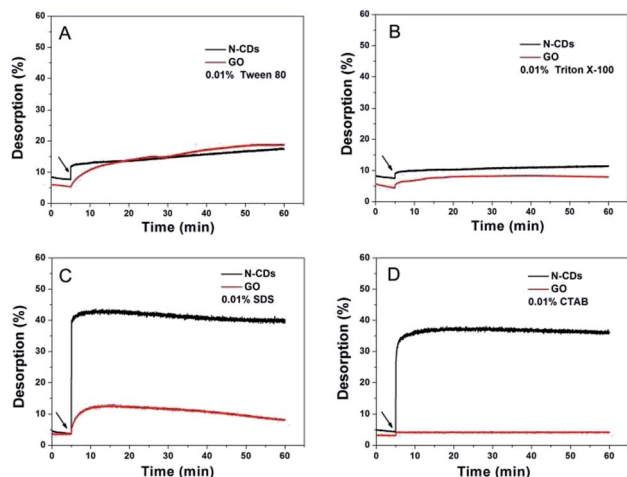 A
N-CDs
GO
0.01% Tween 80
Desorption (%)
60
50
40
30
20
10
0
0 10 20 30 40 50 60
Time (min)
B
N-CDs
GO
0.01% Triton X-100
Desorption (%)
60
50
40
30
20
10
0
0 10 20 30 40 50 60
Time (min)
C
N-CDs
GO
0.01% SDS
Desorption (%)
60
50
40
30
20
10
0
0 10 20 30 40 50 60
Time (min)
D
N-CDs
GO
0.01% CTAB
Desorption (%)
60
50
40
30
20
10
0
0 10 20 30 40 50 60
Time (min)